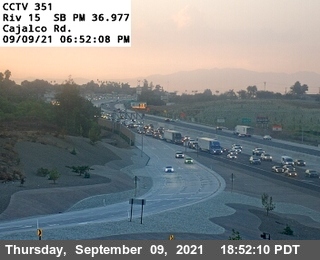 CCTV 351
Riv 15 SB PM 36.977
Cajalco Rd.
09/09/21 06:52:08 PM
Thursday, September 09, 2021 18:52:10 PDT